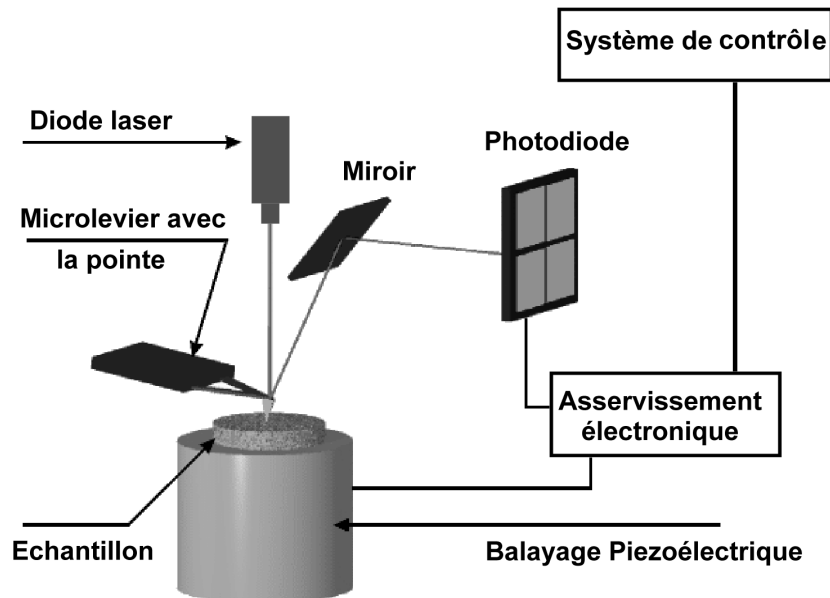 Système de contrôle
Diode laser
Photodiode
Miroir
Microlevier avec
la pointe
Asservissement
électronique
Echantillon
Balayage Piezoélectrique